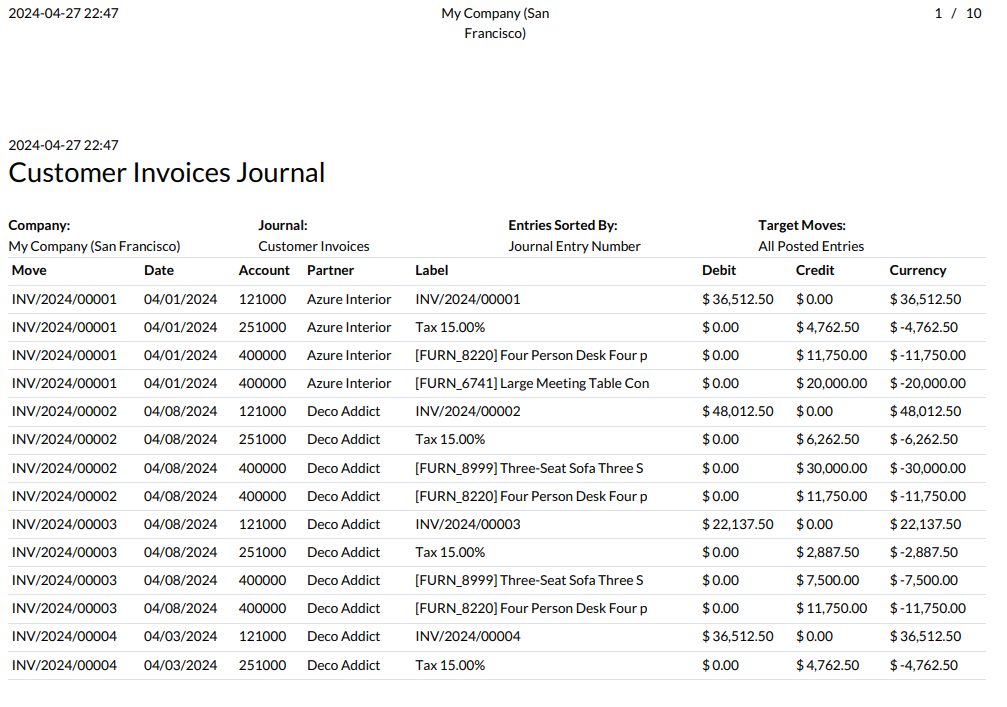 2024-04-27 22:47 My Company (San 1 / 10
Francisco)
2024-04-27 22:47
Customer Invoices Journal
Company: Journal: Entries Sorted By: Target Moves:
My Company (San Francisco) Customer Invoices Journal Entry Number All Posted Entries
Move Date Account Partner Label Debit Credit Currency
INV/2024/00001 04/01/2024 121000 Azure Interior INV/2024/00001 $ 36,512.50 $ 0.00 $ 36,512.50
INV/2024/00001 04/01/2024 251000 Azure Interior Tax 15.00% $ 0.00 $ 4,762.50 $ -4,762.50
INV/2024/00001 04/01/2024 400000 Azure Interior [FURN_8220] Four Person Desk Four p $ 0.00 $ 11,750.00 $ -11,750.00
INV/2024/00001 04/01/2024 400000 Azure Interior [FURN_6741] Large Meeting Table Con $ 0.00 $ 20,000.00 $ -20,000.00
INV/2024/00002 04/08/2024 121000 Deco Addict INV/2024/00002 $ 48,012.50 $ 0.00 $ 48,012.50
INV/2024/00002 04/08/2024 251000 Deco Addict Tax 15.00% $ 0.00 $ 6,262.50 $ -6,262.50
INV/2024/00002 04/08/2024 400000 Deco Addict [FURN_8999] Three-Seat Sofa Three S $ 0.00 $ 30,000.00 $ -30,000.00
INV/2024/00002 04/08/2024 400000 Deco Addict [FURN_8220] Four Person Desk Four p $ 0.00 $ 11,750.00 $ -11,750.00
INV/2024/00003 04/08/2024 121000 Deco Addict INV/2024/00003 $ 22,137.50 $ 0.00 $ 22,137.50
INV/2024/00003 04/08/2024 251000 Deco Addict Tax 15.00% $ 0.00 $ 2,887.50 $ -2,887.50
INV/2024/00003 04/08/2024 400000 Deco Addict [FURN_8999] Three-Seat Sofa Three S $ 0.00 $ 7,500.00 $ -7,500.00
INV/2024/00003 04/08/2024 400000 Deco Addict [FURN_8220] Four Person Desk Four p $ 0.00 $ 11,750.00 $ -11,750.00
INV/2024/00004 04/03/2024 121000 Deco Addict INV/2024/00004 $ 36,512.50 $ 0.00 $ 36,512.50
INV/2024/00004 04/03/2024 251000 Deco Addict Tax 15.00% $ 0.00 $ 4,762.50 $ -4,762.50